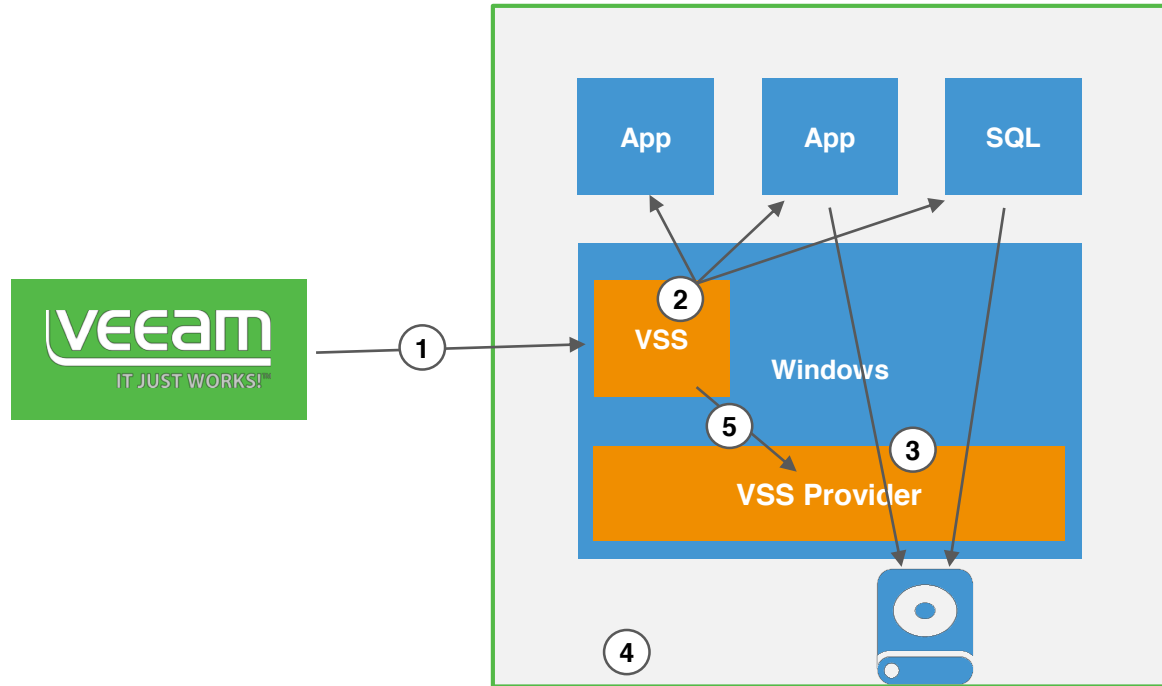 App
App
SQL
2
VEEAM
VSS
1
IT JUST WORKS!™
Windows
5
3
VSS Provider
4